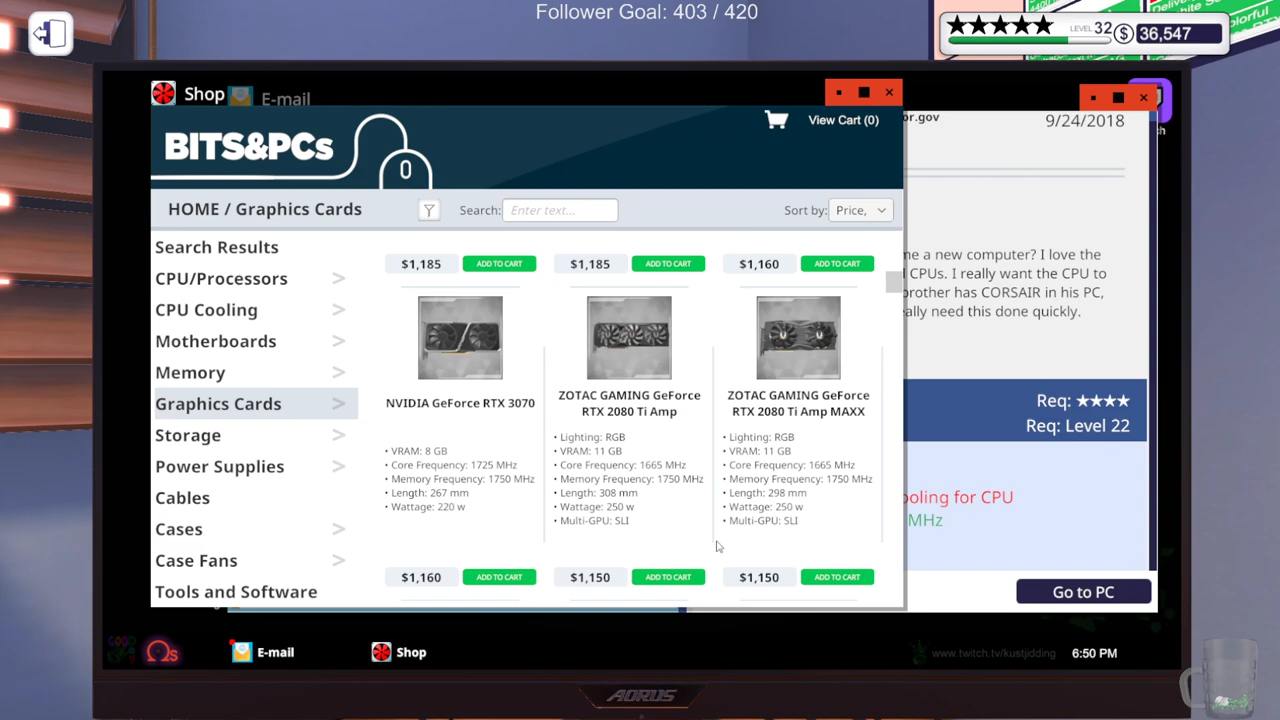 Follower Goal: 403 / 420
LEVEL 32
$ 36,547
Shop
E-mail
BITS&PCs
View Cart (0)
HOME / Graphics Cards
Search:
Enter text...
Sort by:
Price,
Search Results
CPU/Processors >
CPU Cooling >
Motherboards >
Memory >
Graphics Cards >
Storage >
Power Supplies >
Cables
Cases >
Case Fans >
Tools and Software
$1,185
ADD TO CART
$1,185
ADD TO CART
$1,160
ADD TO CART
NVIDIA GeForce RTX 3070
• VRAM: 8 GB
• Core Frequency: 1725 MHz
• Memory Frequency: 1750 MHz
• Length: 267 mm
• Wattage: 220 w
$1,160
ADD TO CART
ZOTAC GAMING GeForce
RTX 2080 Ti Amp
• Lighting: RGB
• VRAM: 11 GB
• Core Frequency: 1665 MHz
• Memory Frequency: 1750 MHz
• Length: 308 mm
• Wattage: 250 w
• Multi-GPU: SLI
$1,150
ADD TO CART
ZOTAC GAMING GeForce
RTX 2080 Ti Amp MAXX
• Lighting: RGB
• VRAM: 11 GB
• Core Frequency: 1665 MHz
• Memory Frequency: 1750 MHz
• Length: 298 mm
• Wattage: 250 w
• Multi-GPU: SLI
$1,150
ADD TO CART
or.gov
9/24/2018
me a new computer? I love the
CPUs. I really want the CPU to
brother has CORSAIR in his PC,
eally need this done quickly.
Req: ★★★★
Req: Level 22
ooling for CPU
MHz
Go to PC
E-mail
Shop
www.twitch.tv/kustjidding
6:50 PM
AORUS